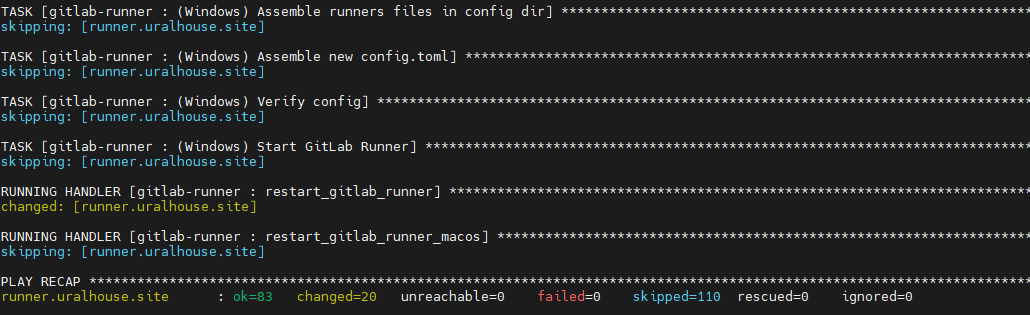 TASK [gitlab-runner : (Windows) Assemble runners files in config dir] ***********************************************************
skipping: [runner.uralhouse.site]
TASK [gitlab-runner : (Windows) Assemble new config.toml] ***********************************************************************
skipping: [runner.uralhouse.site]
TASK [gitlab-runner : (Windows) Verify config] **********************************************************************************
skipping: [runner.uralhouse.site]
TASK [gitlab-runner : (Windows) Start GitLab Runner] ****************************************************************************
skipping: [runner.uralhouse.site]
RUNNING HANDLER [gitlab-runner : restart_gitlab_runner] *************************************************************************
changed: [runner.uralhouse.site]
RUNNING HANDLER [gitlab-runner : restart_gitlab_runner_macos] *******************************************************************
skipping: [runner.uralhouse.site]
PLAY RECAP **********************************************************************************************************************
runner.uralhouse.site      : ok=83   changed=20   unreachable=0    failed=0    skipped=110  rescued=0    ignored=0